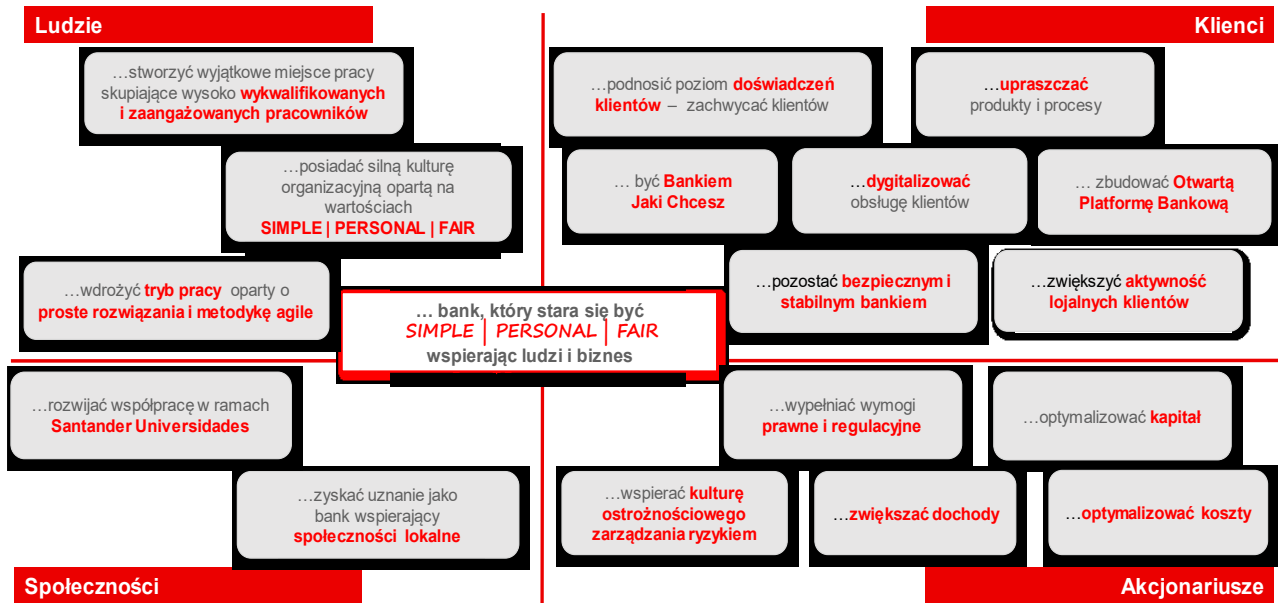 Ludzie
…stworzyć wyjątkowe miejsce pracy
skupiające wysoko wykwalifikowanych
i zaangażowanych pracowników
…posiadać silną kulturę
organizacyjną opartą na
wartościach
SIMPLE | PERSONAL | FAIR
…wdrożyć tryb pracy oparty o
proste rozwiązania i metodykę agile
Klienci
…podnosić poziom doświadczeń
klientów – zachwycać klientów
…upraszczać
produkty i procesy
… być Bankiem
Jaki Chcesz
…dygitalizować
obsługę klientów
… zbudować Otwartą
Platformę Bankową
…pozostać bezpiecznym i
stabilnym bankiem
…zwiększyć aktywność
lojalnych klientów
… bank, który stara się być
SIMPLE | PERSONAL | FAIR
wspierając ludzi i biznes
…rozwijać współpracę w ramach
Santander Universidades
…zyskać uznanie jako
bank wspierający
społeczności lokalne
Społeczności
…wypełniać wymogi
prawne i regulacyjne
…optymalizować kapitał
…wspierać kulturę
ostrożnościowego
zarządzania ryzykiem
…zwiększać dochody
…optymalizować koszty
Akcjonariusze